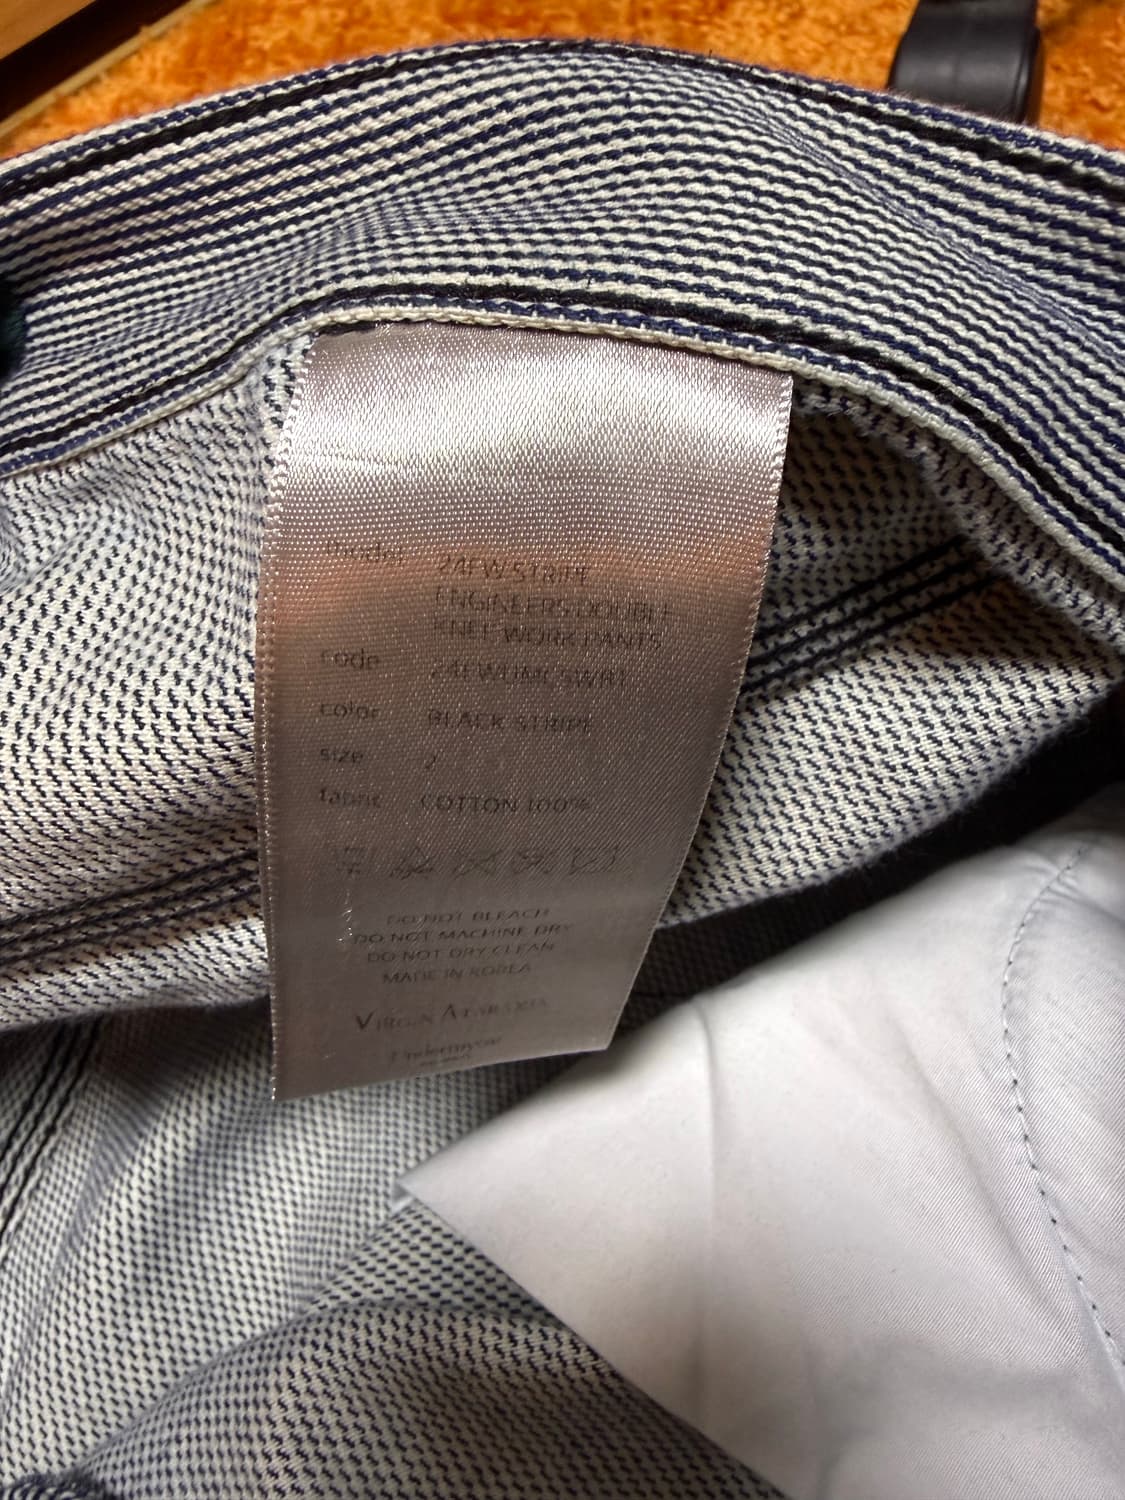 model 24FW STRIPE
ENGINEERS DOUBLE
KNEE WORK PANTS
code
color BLACK STRIPE
size 2
fabric COTTON 100%
DO NOT BLEACH
DO NOT MACHINE DRY
DO NOT DRY CLEAN
MADE IN KOREA
VIRGIN